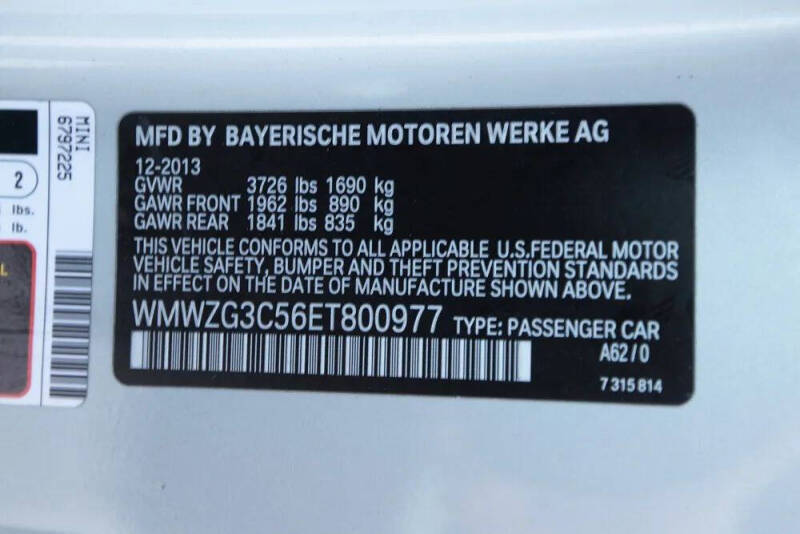 MINI
6797225
2
lbs.
lb.
L
MFD BY BAYERISCHE MOTOREN WERKE AG
12-2013
GVWR 3726 lbs 1690 kg
GAWR FRONT 1962 lbs 890 kg
GAWR REAR 1841 lbs 835 kg
THIS VEHICLE CONFORMS TO ALL APPLICABLE U.S.FEDERAL MOTOR
VEHICLE SAFETY, BUMPER AND THEFT PREVENTION STANDARDS
IN EFFECT ON THE DATE OF MANUFACTURE SHOWN ABOVE.
WMWZG3C56ET800977 TYPE: PASSENGER CAR
A62/0
7 315 814